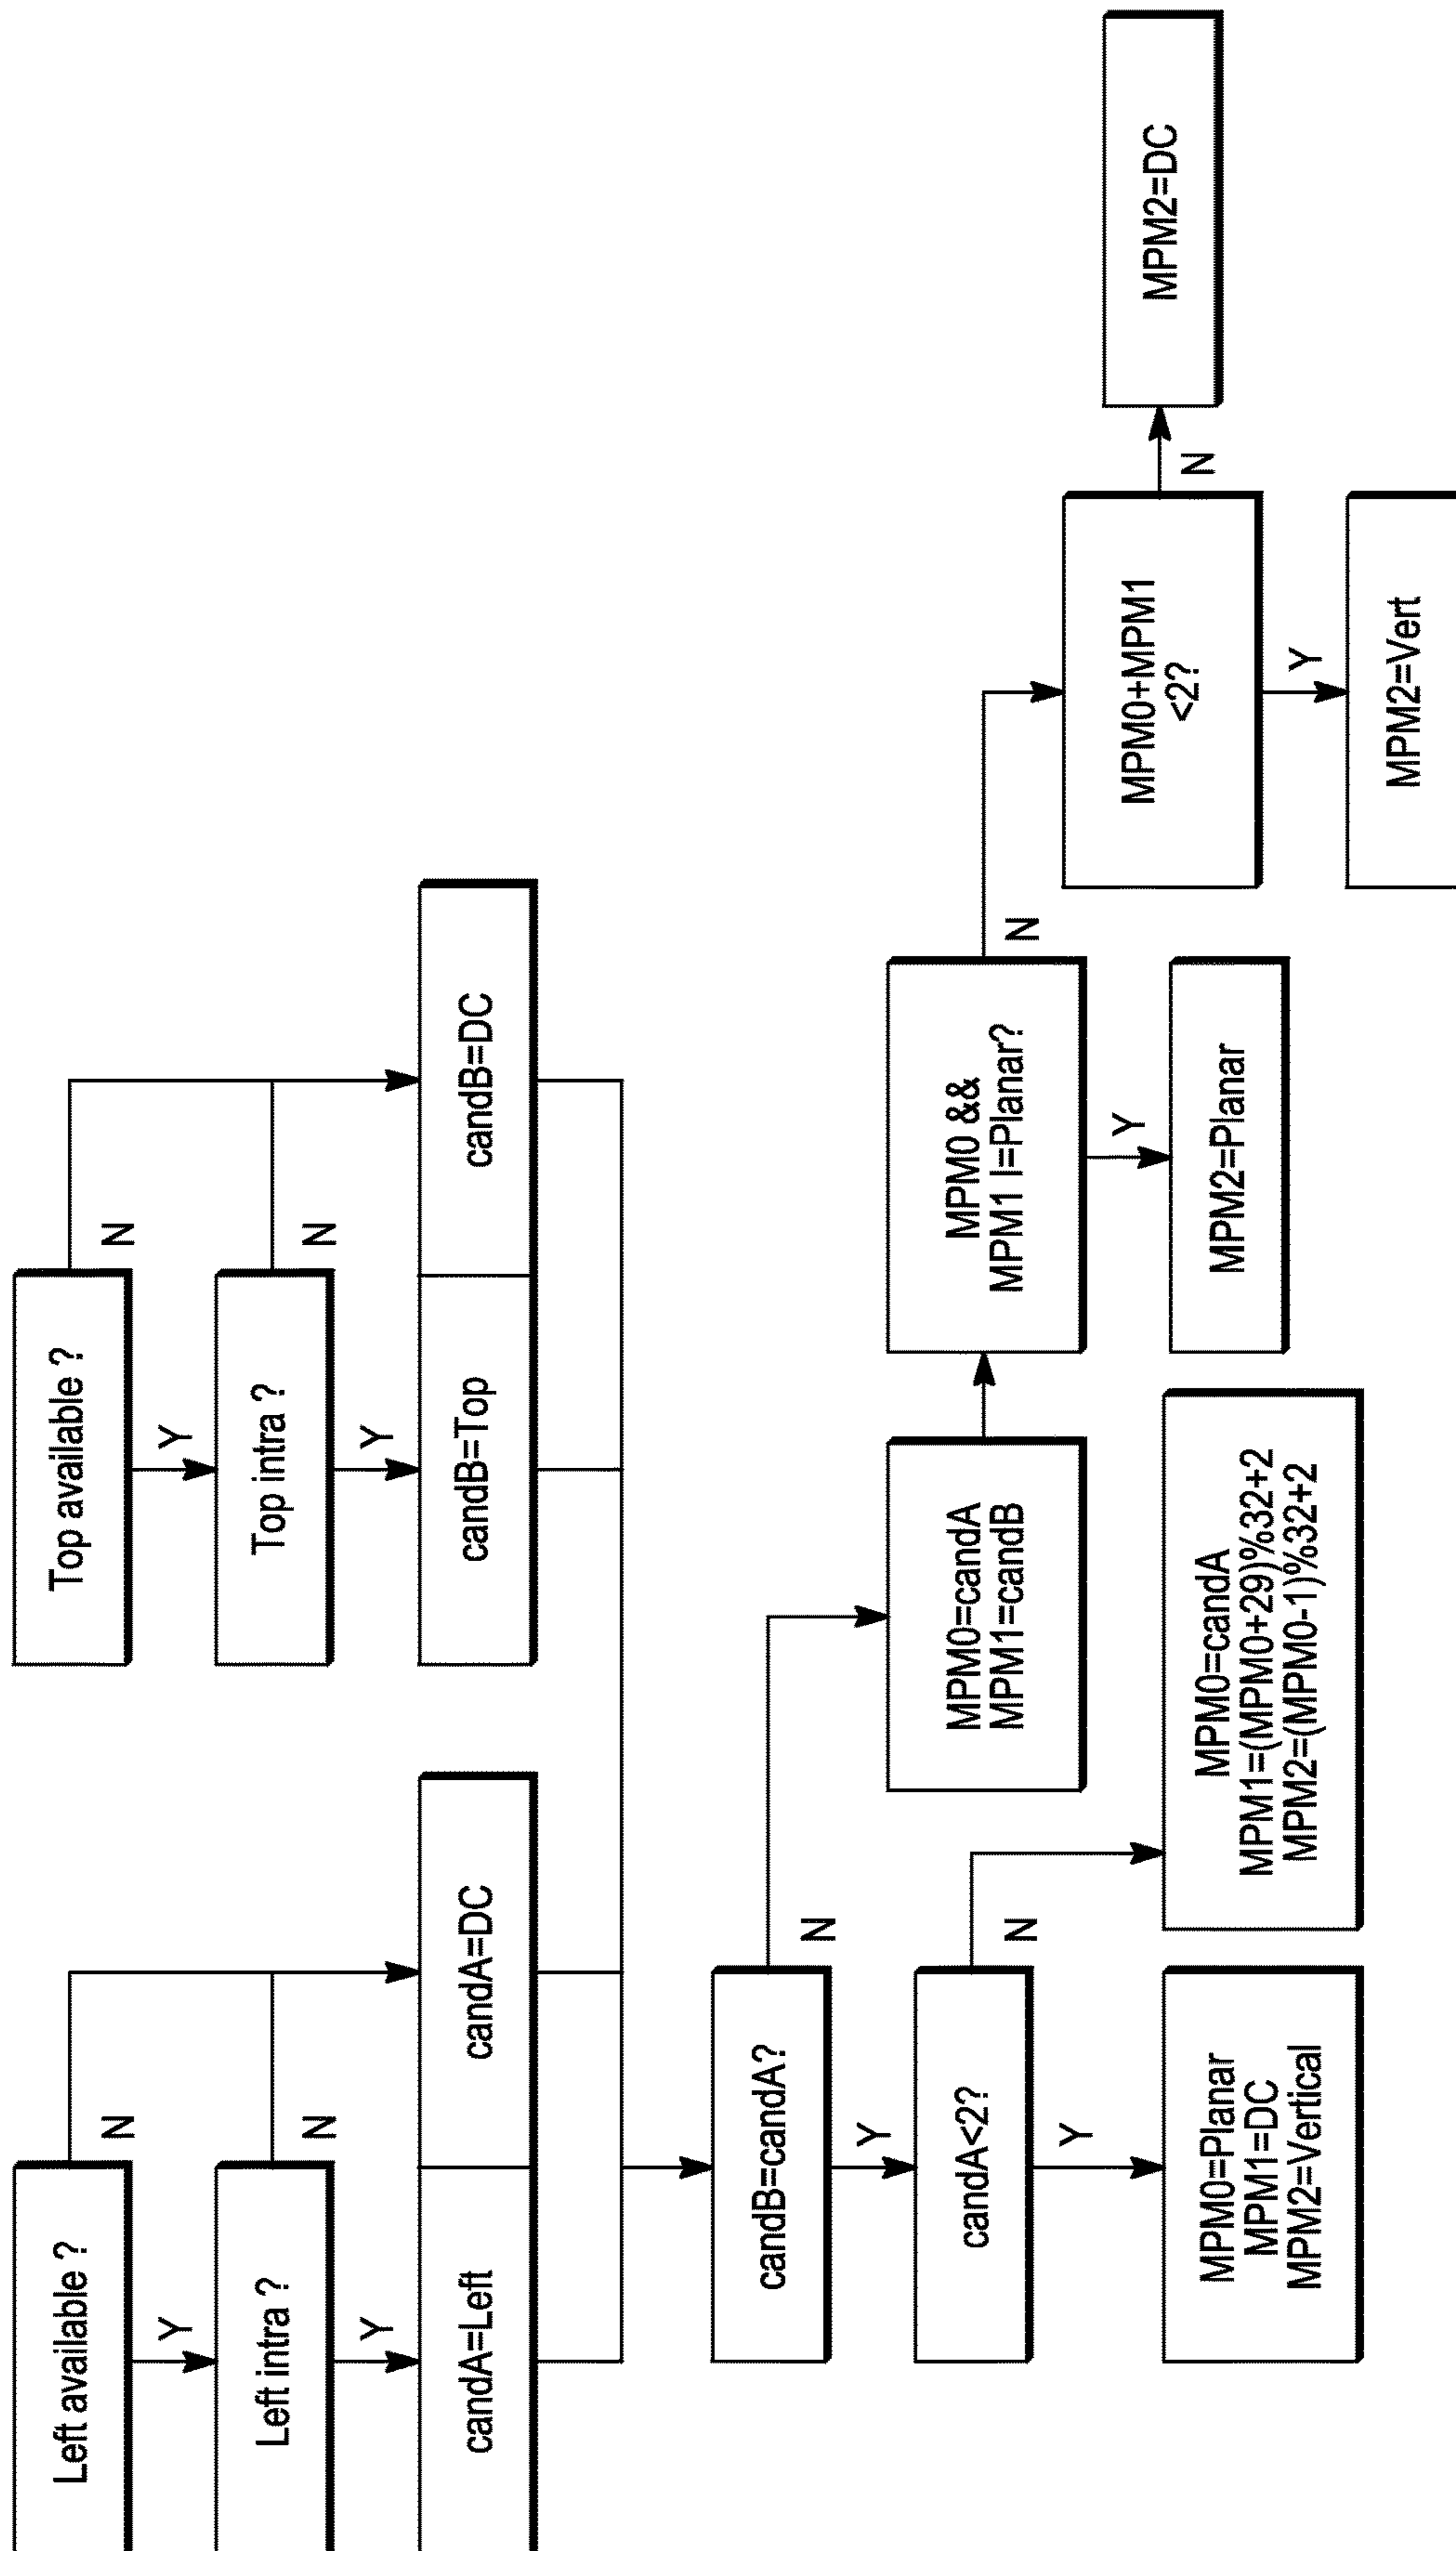 Left available ?
N
Y
Left intra ?
N
Y
candA=Left
candA=DC
Top available ?
N
Y
Top intra ?
N
Y
candB=Top
candB=DC
candB=candA?
N
Y
candA<2?
N
Y
MPM0=Planar
MPM1=DC
MPM2=Vertical
MPM0=candA
MPM1=(MPM0+29)%32+2
MPM2=(MPM0-1)%32+2
MPM0=candA
MPM1=candB
MPM0 &&
MPM1 I=Planar?
N
Y
MPM2=Planar
MPM0+MPM1
<2?
N
Y
MPM2=Vert
MPM2=DC